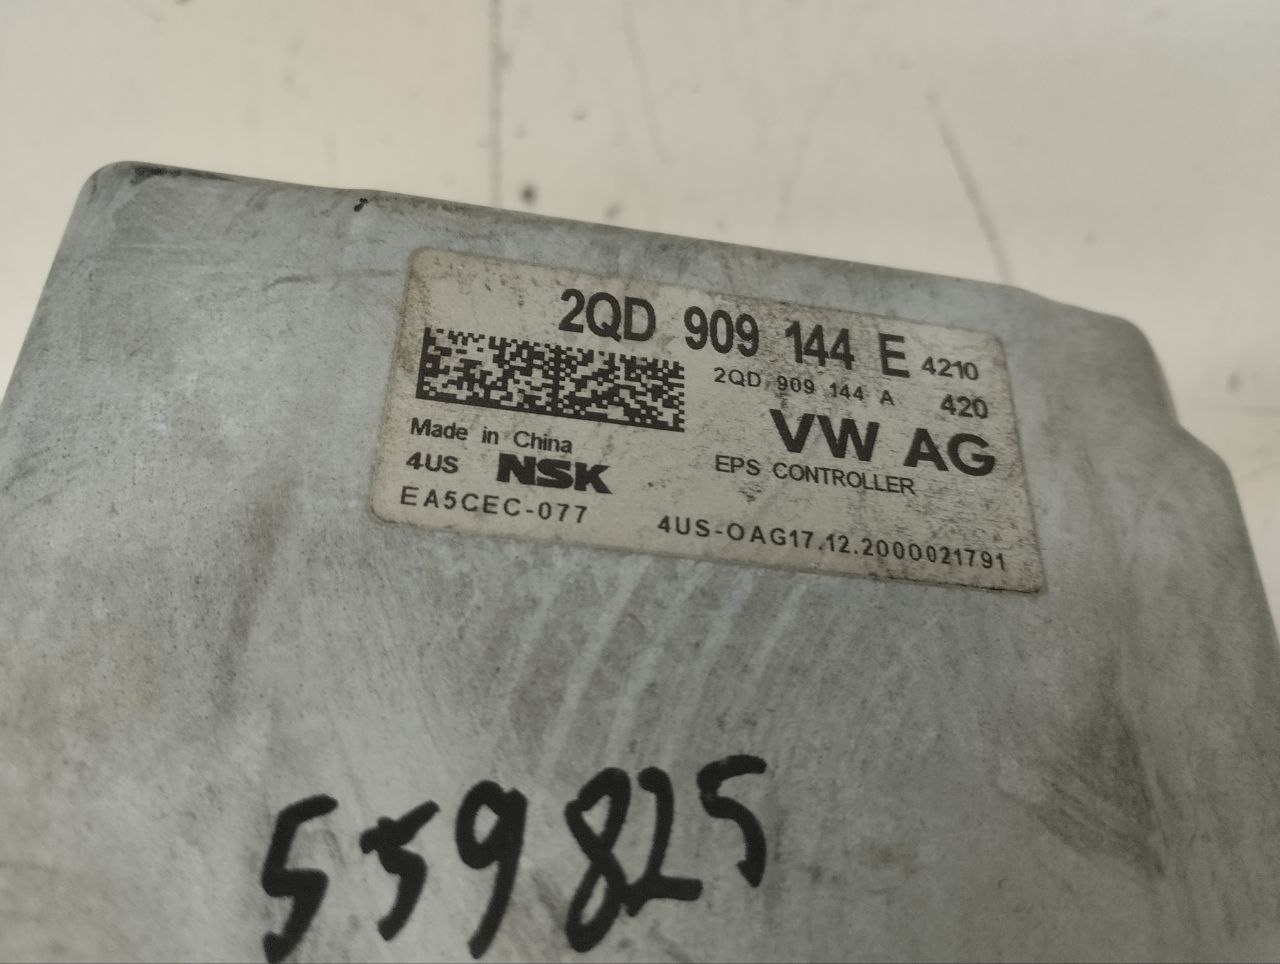 2QD 909 144 E 4210
2QD 909 144 A 420
VW AG
Made in China
4US NSK EPS CONTROLLER
EA5CEC-077
4US-OAG17.12.2000021791
559825